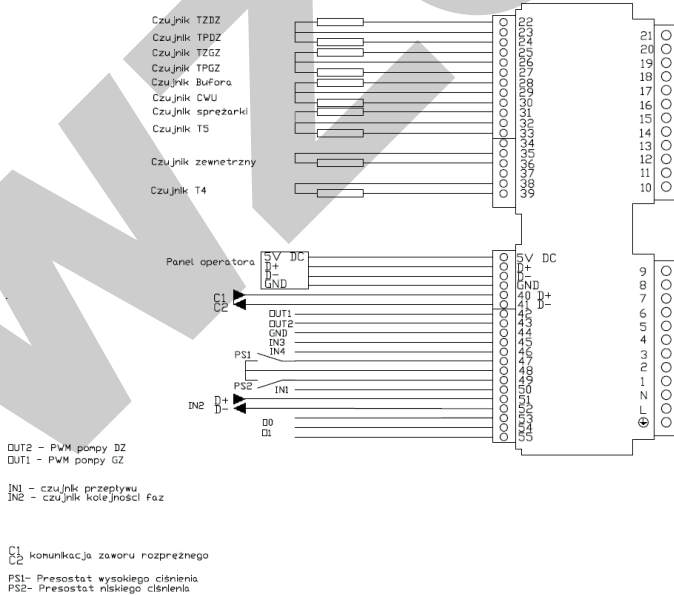 Czujnik TZDZ
Czujnik TPDZ
Czujnik TZGZ
Czujnik TPGZ
Czujnik Bufora
Czujnik CWU
Czujnik sprężarki
Czujnik T5
Czujnik zewnetrzny
Czujnik T4
22
23
24
25
26
27
28
29
30
31
32
33
34
35
36
37
38
39
21
20
19
18
17
16
15
14
13
12
11
10
Panel operatora
5V DC
D+
D-
GND
5V DC
D+
D-
GND
C1
C2
40 D+
41 D-
OUT1
OUT2
GND
IN3
IN4
PS1
PS2
IN1
IN2 D+
D-
D0
D1
42
43
44
45
46
47
48
49
50
51
52
53
54
55
9
8
7
6
5
4
3
2
1
N
L
OUT2 - PWM pompy DZ
OUT1 - PWM pompy GZ
IN1 - czujnik przepływu
IN2 - czujnik kolejności faz
C1
C2 komunikacja zaworu rozprężnego
PS1- Presostat wysokiego ciśnienia
PS2- Presostat niskiego ciśnienia